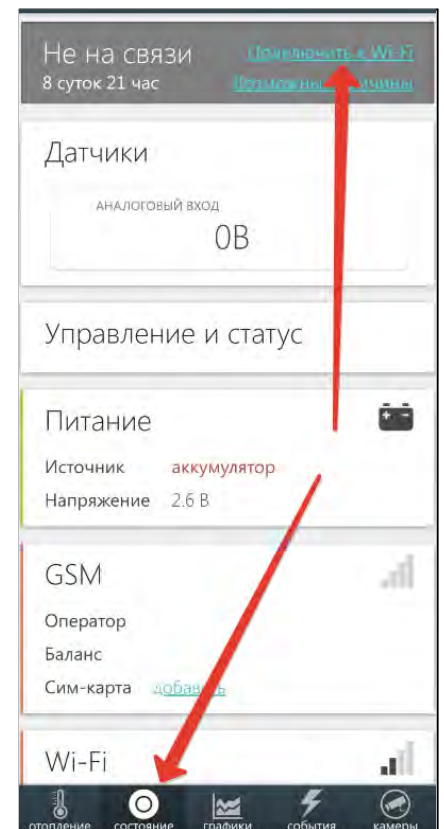 Не на связи
Подключить к Wi-Fi
8 суток 21 час
Возможные причины
Датчики
АНАЛОГОВЫЙ ВХОД
0В
Управление и статус
Питание
Источник аккумулятор
Напряжение 2.6 В
GSM
Оператор
Баланс
Сим-карта добавить
Wi-Fi
отопление состояние графики события камеры